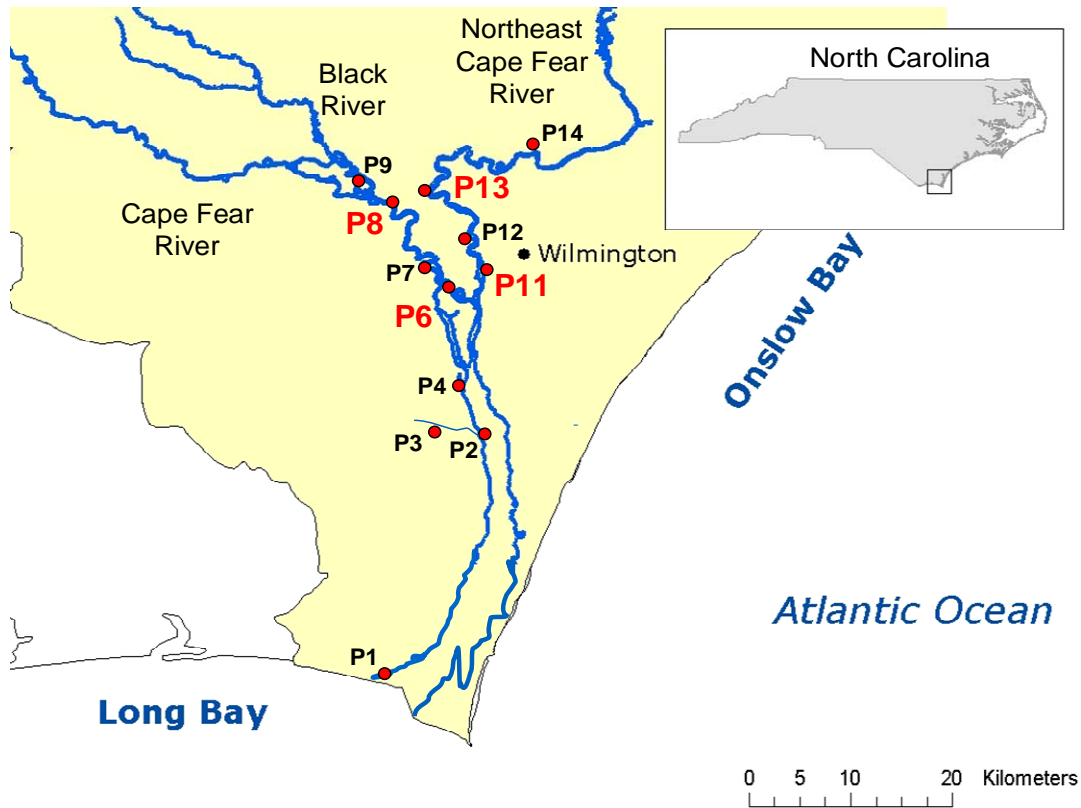 Northeast
Cape Fear
River
North Carolina
Black
River
P14
P9
P13
P8
Cape Fear
River
P12
Wilmington
P7
P11
P6
Onslow Bay
P4
P3
P2
Atlantic Ocean
P1
Long Bay
0 5 10 20 Kilometers